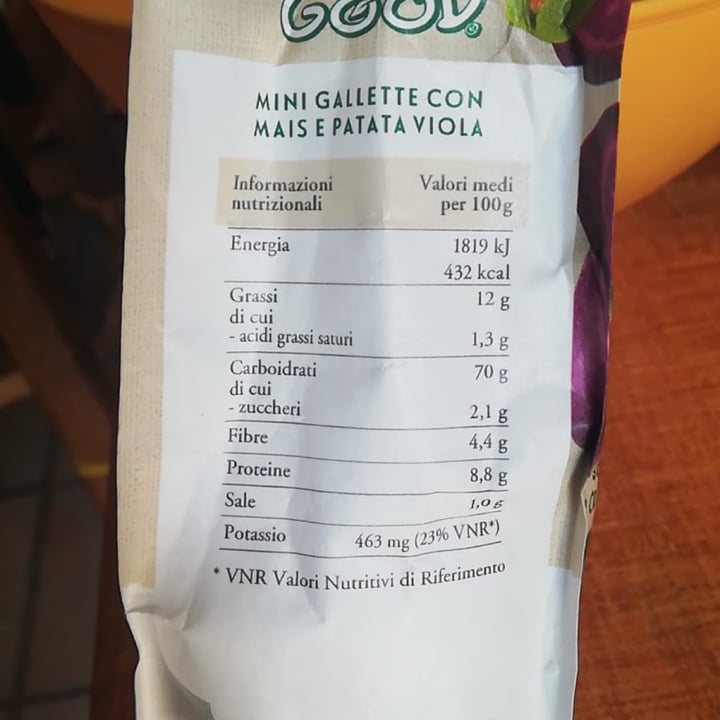 GOOD
MINI GALLETTE CON
MAIS E PATATA VIOLA
Informazioni nutrizionali Valori medi per 100g
Energia 1819 kJ
432 kcal
Grassi 12 g
di cui
- acidi grassi saturi 1,3 g
Carboidrati 70 g
di cui
- zuccheri 2,1 g
Fibre 4,4 g
Proteine 8,8 g
Sale 1,0 g
Potassio 463 mg (23% VNR*)
* VNR Valori Nutritivi di Riferimento